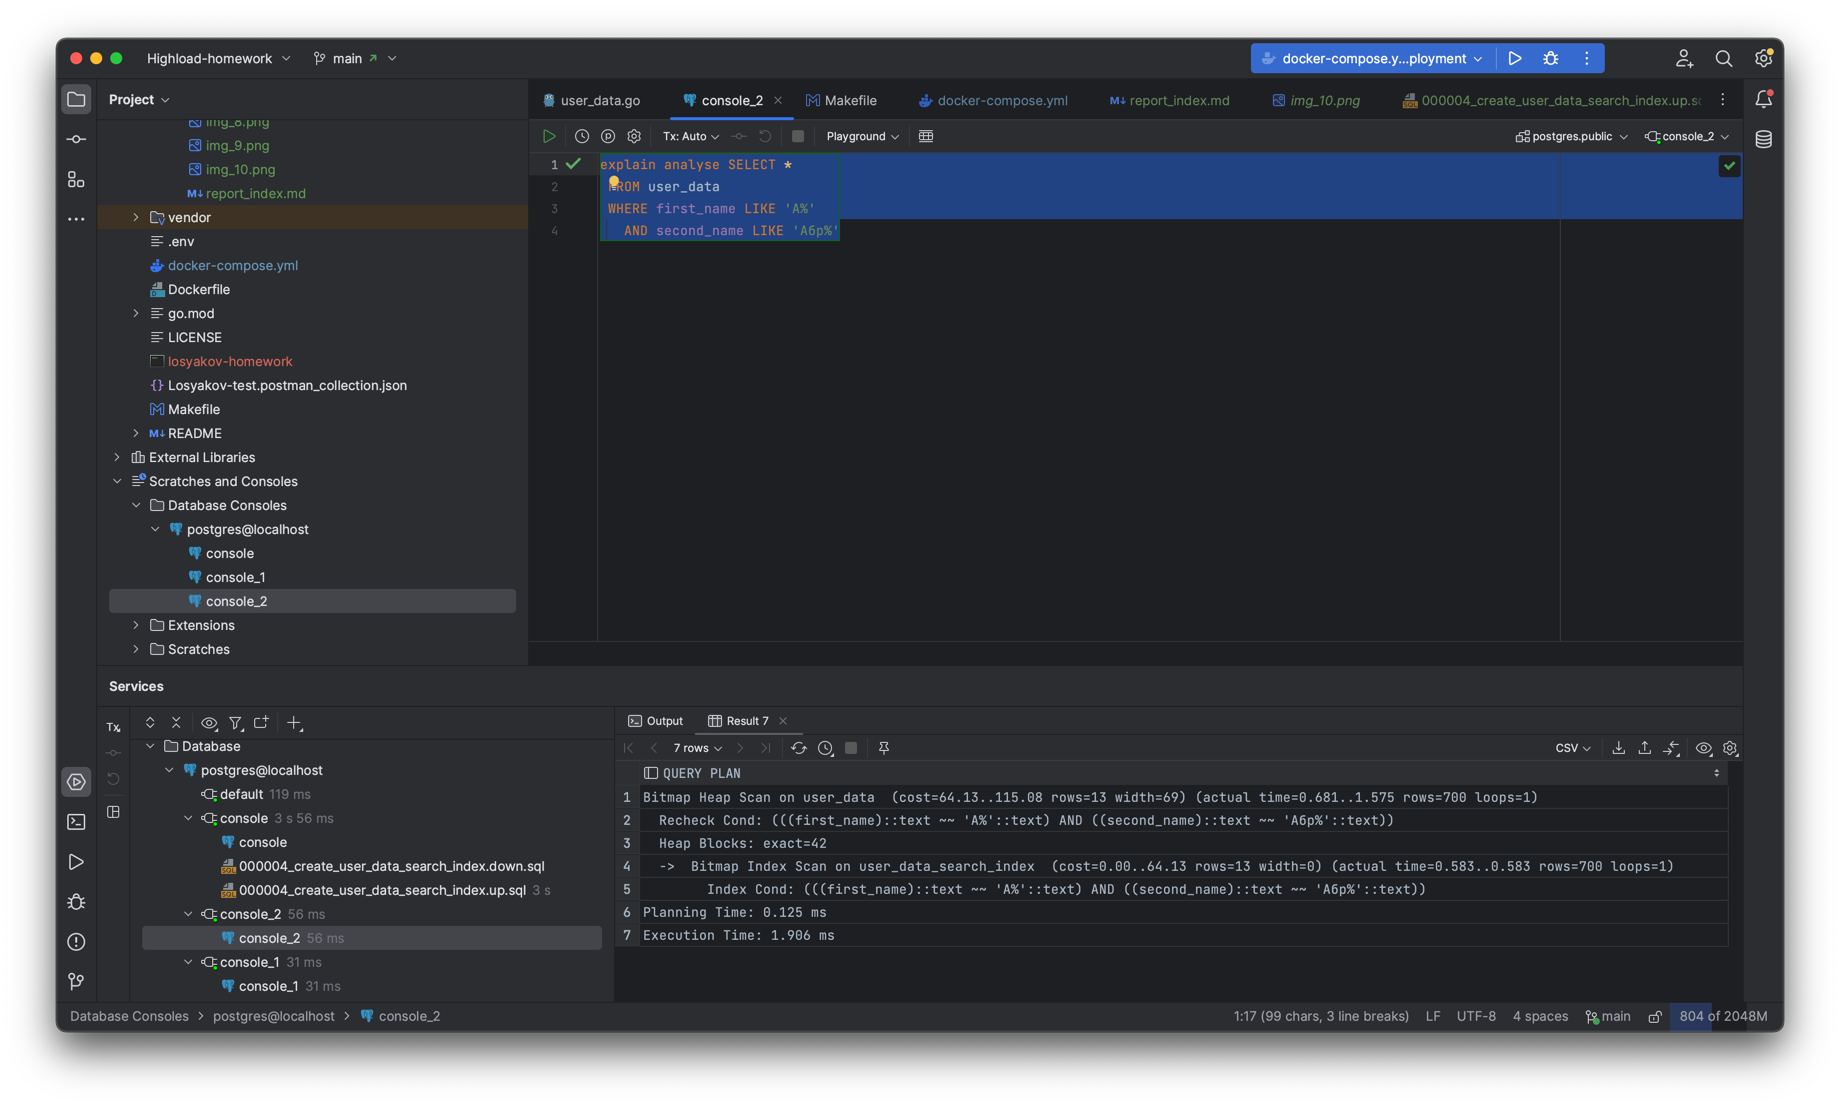 Highload-homework
main
docker-compose.y...ployment
Project
img_8.png
img_9.png
img_10.png
report_index.md
vendor
.env
docker-compose.yml
Dockerfile
go.mod
LICENSE
losyakov-homework
Losyakov-test.postman_collection.json
Makefile
README
External Libraries
Scratches and Consoles
Database Consoles
postgres@localhost
console
console_1
console_2
Extensions
Scratches
user_data.go
console_2
Makefile
docker-compose.yml
report_index.md
img_10.png
000004_create_user_data_search_index.up.sc
Tx: Auto
Playground
postgres.public
console_2
1 explain analyse SELECT *
2 FROM user_data
3 WHERE first_name LIKE 'А%'
4 AND second_name LIKE 'Абр%'
Services
Tx
Database
postgres@localhost
default 119 ms
console 3 s 56 ms
console
000004_create_user_data_search_index.down.sql
000004_create_user_data_search_index.up.sql 3 s
console_2 56 ms
console_2 56 ms
console_1 31 ms
console_1 31 ms
Output
Result 7
7 rows
CSV
QUERY PLAN
1 Bitmap Heap Scan on user_data (cost=64.13..115.08 rows=13 width=69) (actual time=0.681..1.575 rows=700 loops=1)
2 Recheck Cond: (((first_name)::text ~~ 'А%'::text) AND ((second_name)::text ~~ 'Абр%'::text))
3 Heap Blocks: exact=42
4 -> Bitmap Index Scan on user_data_search_index (cost=0.00..64.13 rows=13 width=0) (actual time=0.583..0.583 rows=700 loops=1)
5 Index Cond: (((first_name)::text ~~ 'А%'::text) AND ((second_name)::text ~~ 'Абр%'::text))
6 Planning Time: 0.125 ms
7 Execution Time: 1.906 ms
Database Consoles > postgres@localhost > console_2
1:17 (99 chars, 3 line breaks)
LF
UTF-8
4 spaces
main
804 of 2048M